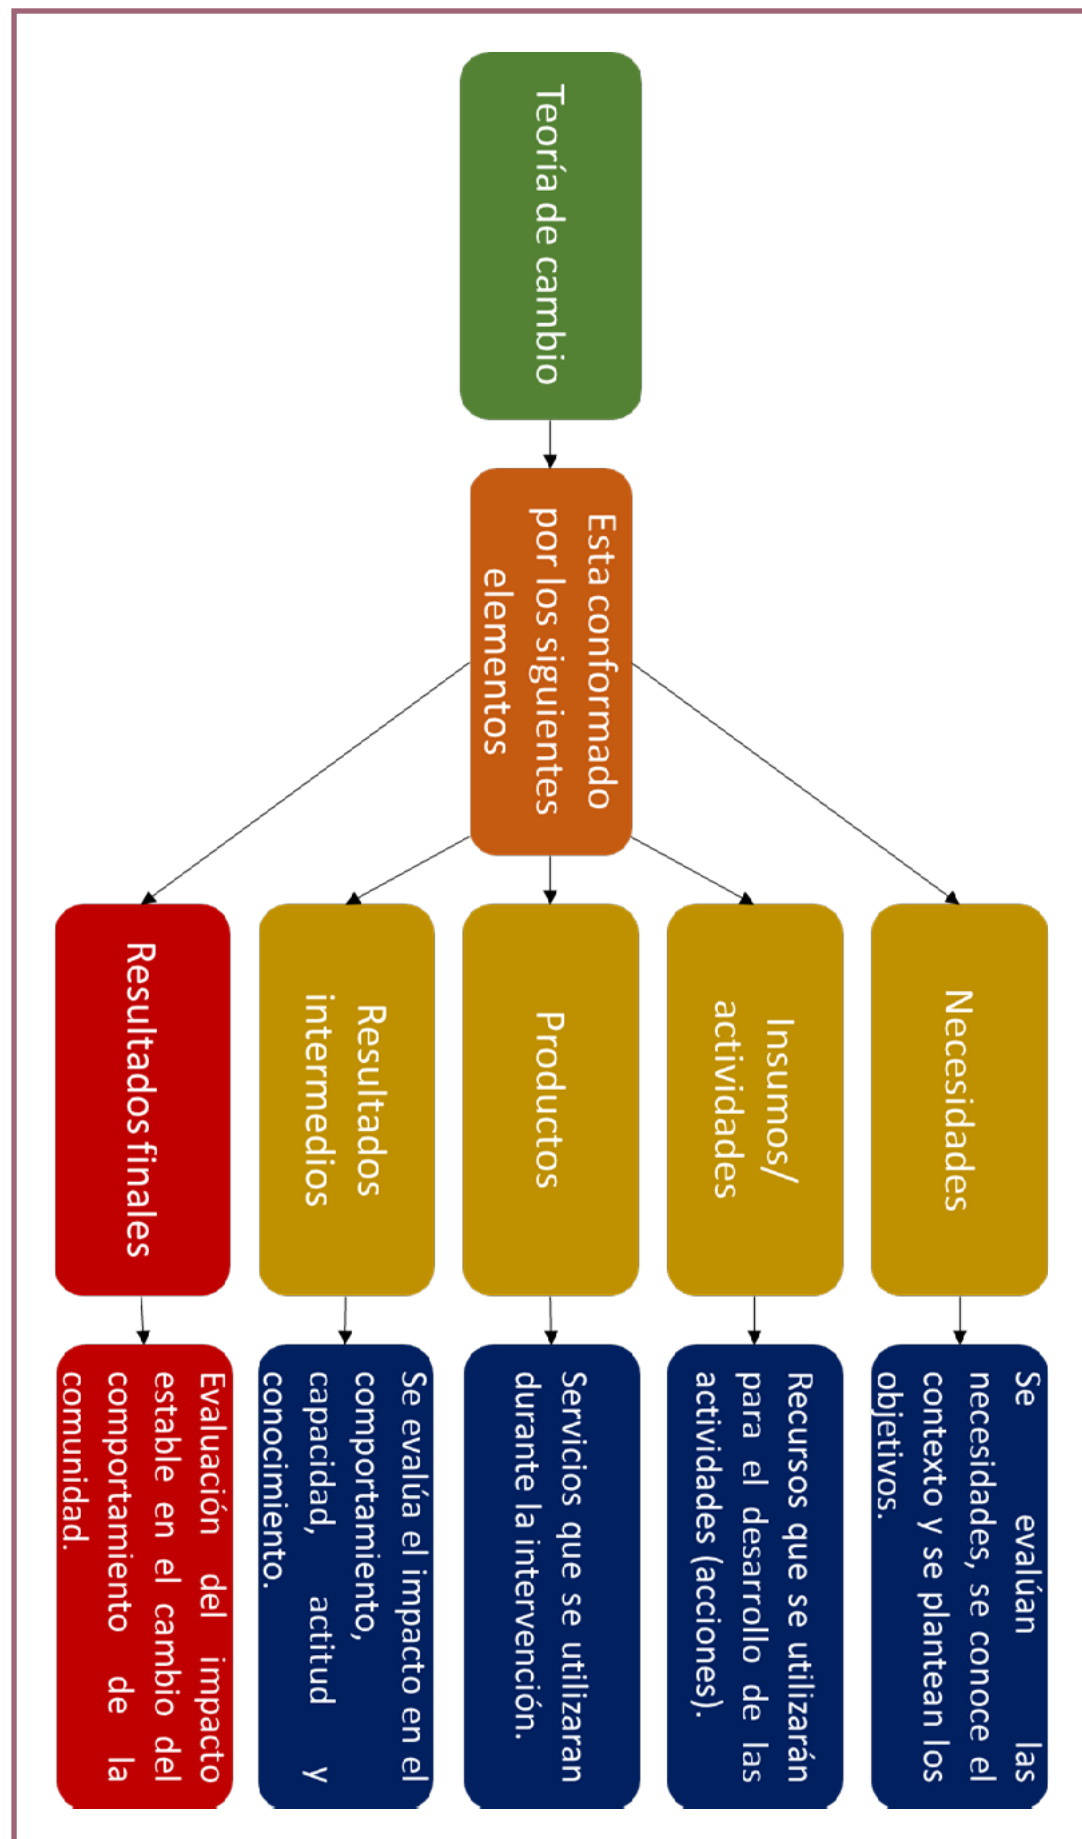 Teoría de cambio
Esta conformado
por los siguientes
elementos
Necesidades
Insumos/
actividades
Productos
Resultados
intermedios
Resultados finales
Se evalúan las
necesidades, se conoce el
contexto y se plantean los
objetivos.
Recursos que se utilizarán
para el desarrollo de las
actividades (acciones).
Servicios que se utilizaran
durante la intervención.
Se evalúa el impacto en el
comportamiento,
capacidad, actitud y
conocimiento.
Evaluación del impacto
estable en el cambio del
comportamiento de la
comunidad.